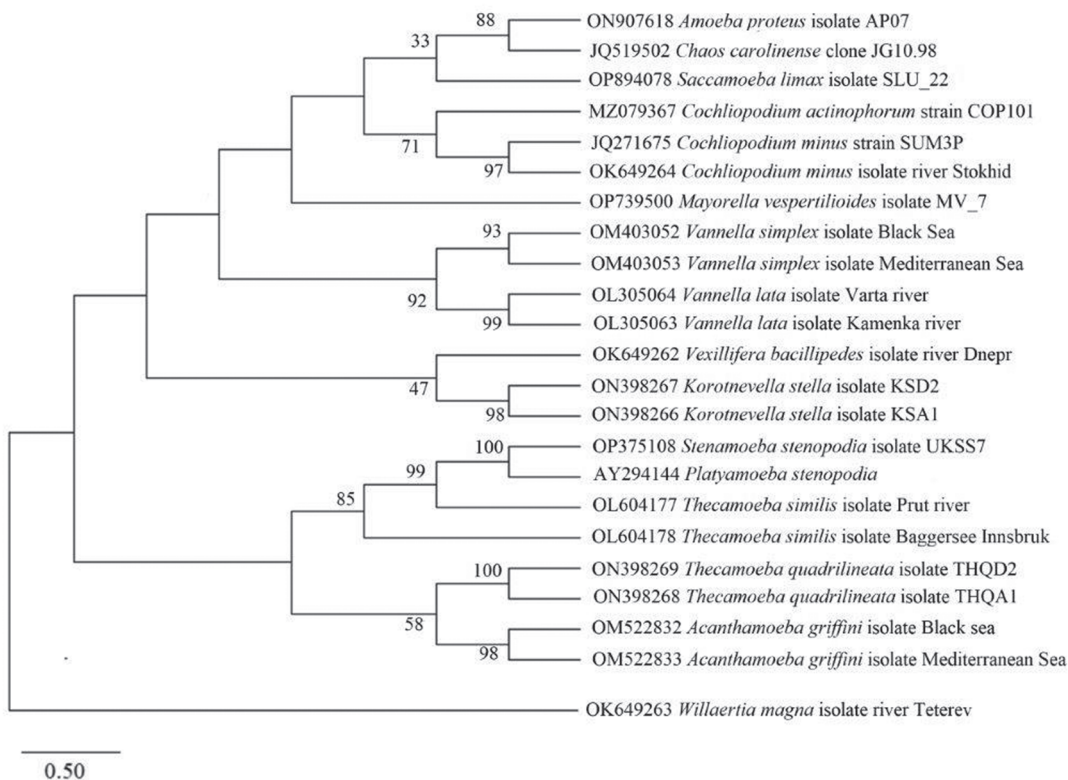 88
ON907618 Amoeba proteus isolate AP07
33
JQ519502 Chaos carolinense clone JG10.98
OP894078 Saccamoeba limax isolate SLU_22
MZ079367 Cochliopodium actinophorum strain COP101
71
JQ271675 Cochliopodium minus strain SUM3P
97
OK649264 Cochliopodium minus isolate river Stokhid
OP739500 Mayorella vespertilioides isolate MV_7
93
OM403052 Vannella simplex isolate Black Sea
OM403053 Vannella simplex isolate Mediterranean Sea
92
OL305064 Vannella lata isolate Varta river
99
OL305063 Vannella lata isolate Kamenka river
OK649262 Vexillifera bacillipedes isolate river Dnepr
47
ON398267 Korotnevella stella isolate KSD2
98
ON398266 Korotnevella stella isolate KSA1
100
OP375108 Stenamoeba stenopodia isolate UKSS7
99
AY294144 Platyamoeba stenopodia
85
OL604177 Thecamoeba similis isolate Prut river
OL604178 Thecamoeba similis isolate Baggersee Innsbruk
100
ON398269 Thecamoeba quadrilineata isolate THQD2
ON398268 Thecamoeba quadrilineata isolate THQA1
58
OM522832 Acanthamoeba griffini isolate Black sea
98
OM522833 Acanthamoeba griffini isolate Mediterranean Sea
OK649263 Willaertia magna isolate river Teterev
0.50